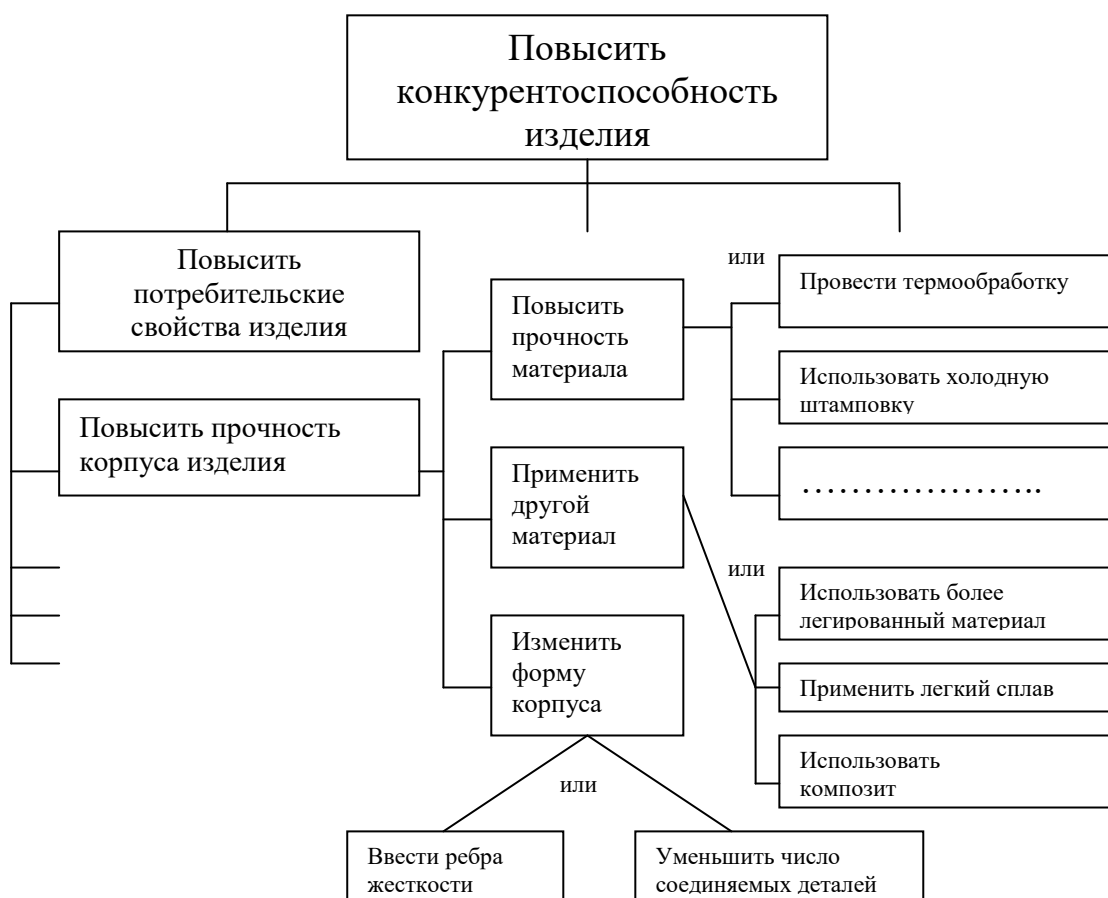 Повысить
конкурентоспособность
изделия
Повысить
потребительские
свойства изделия
Повысить прочность
корпуса изделия
Повысить
прочность
материала
или
Провести термообработку
Использовать холодную
штамповку
…………………..
Применить
другой
материал
или
Использовать более
легированный материал
Применить легкий сплав
Использовать
композит
Изменить
форму
корпуса
или
Ввести ребра
жесткости
Уменьшить число
соединяемых деталей